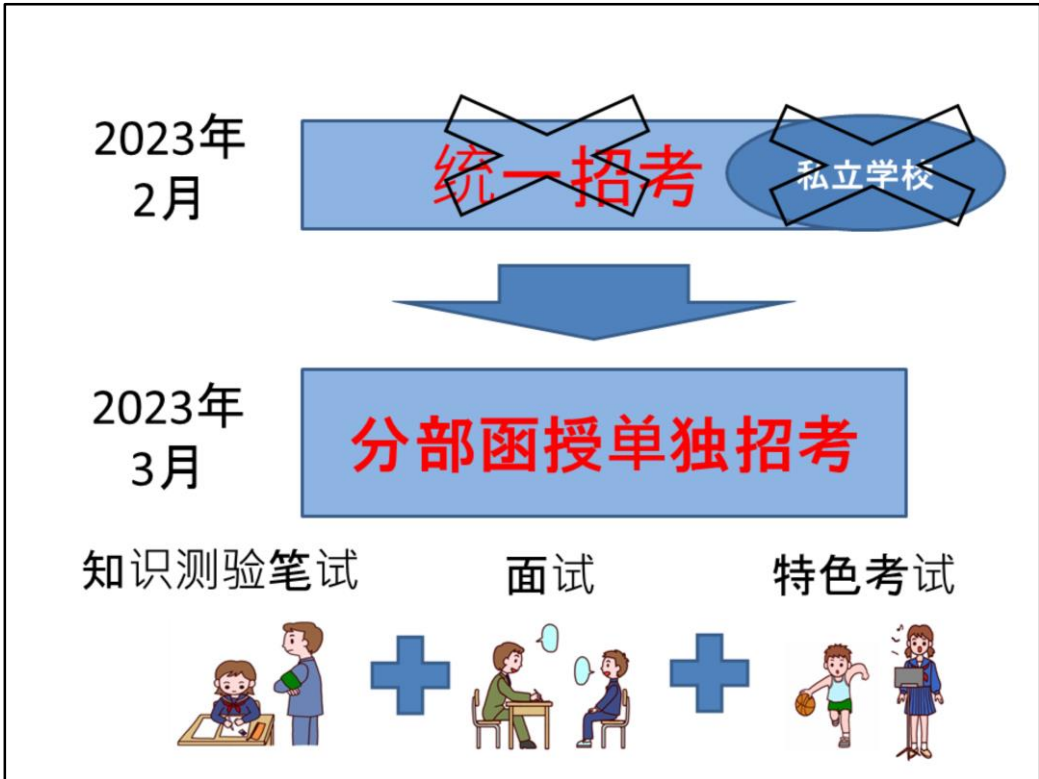 2023年
2月
统一招考
私立学校
2023年
3月
分部函授单独招考
知识测验笔试
面试
特色考试